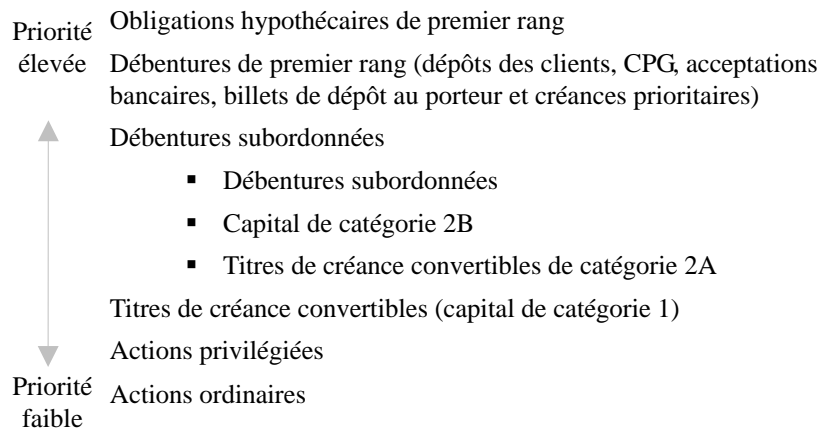 Priorité
élevée
Obligations hypothécaires de premier rang
Débentures de premier rang (dépôts des clients, CPG, acceptations
bancaires, billets de dépôt au porteur et créances prioritaires)
Débentures subordonnées
▪ Débentures subordonnées
▪ Capital de catégorie 2B
▪ Titres de créance convertibles de catégorie 2A
Titres de créance convertibles (capital de catégorie 1)
Actions privilégiées
Actions ordinaires
Priorité
faible